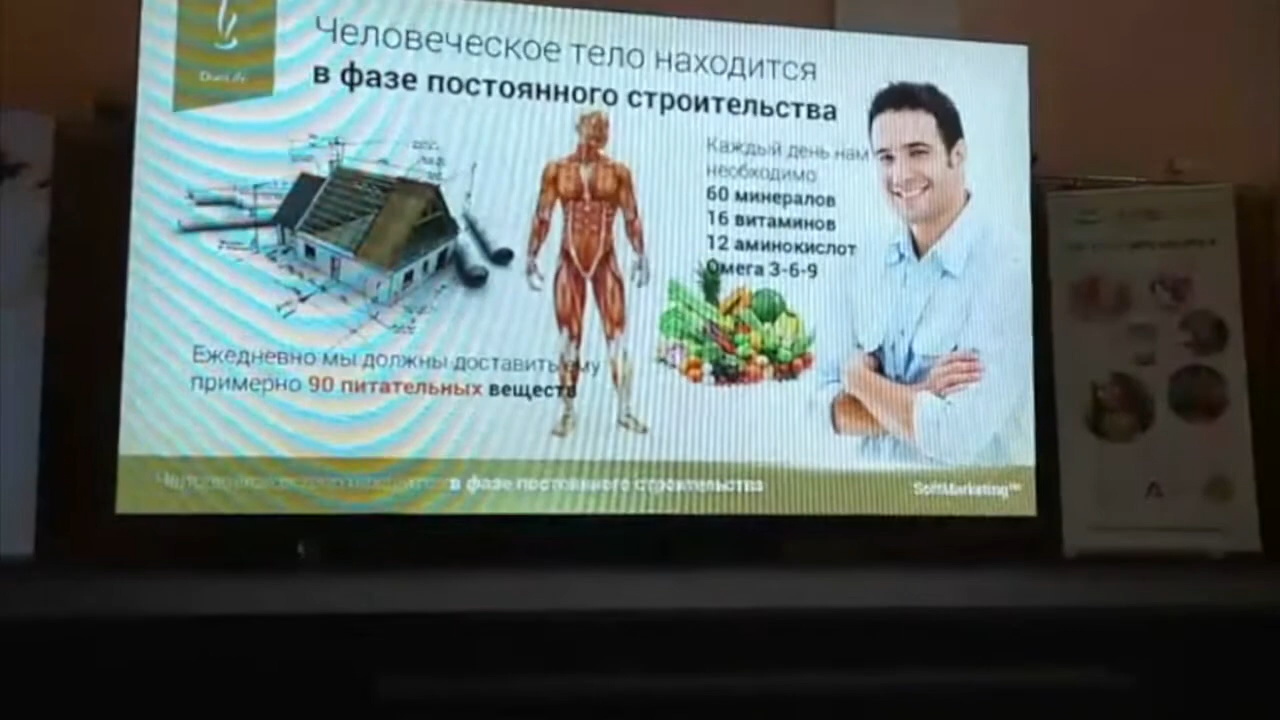 Человеческое тело находится
в фазе постоянного строительства
Каждый день нам
необходимо
60 минералов
16 витаминов
12 аминокислот
Омега 3-6-9
Ежедневно мы должны доставить ему
примерно 90 питательных веществ
в фазе постоянного строительства
SoftMarketing